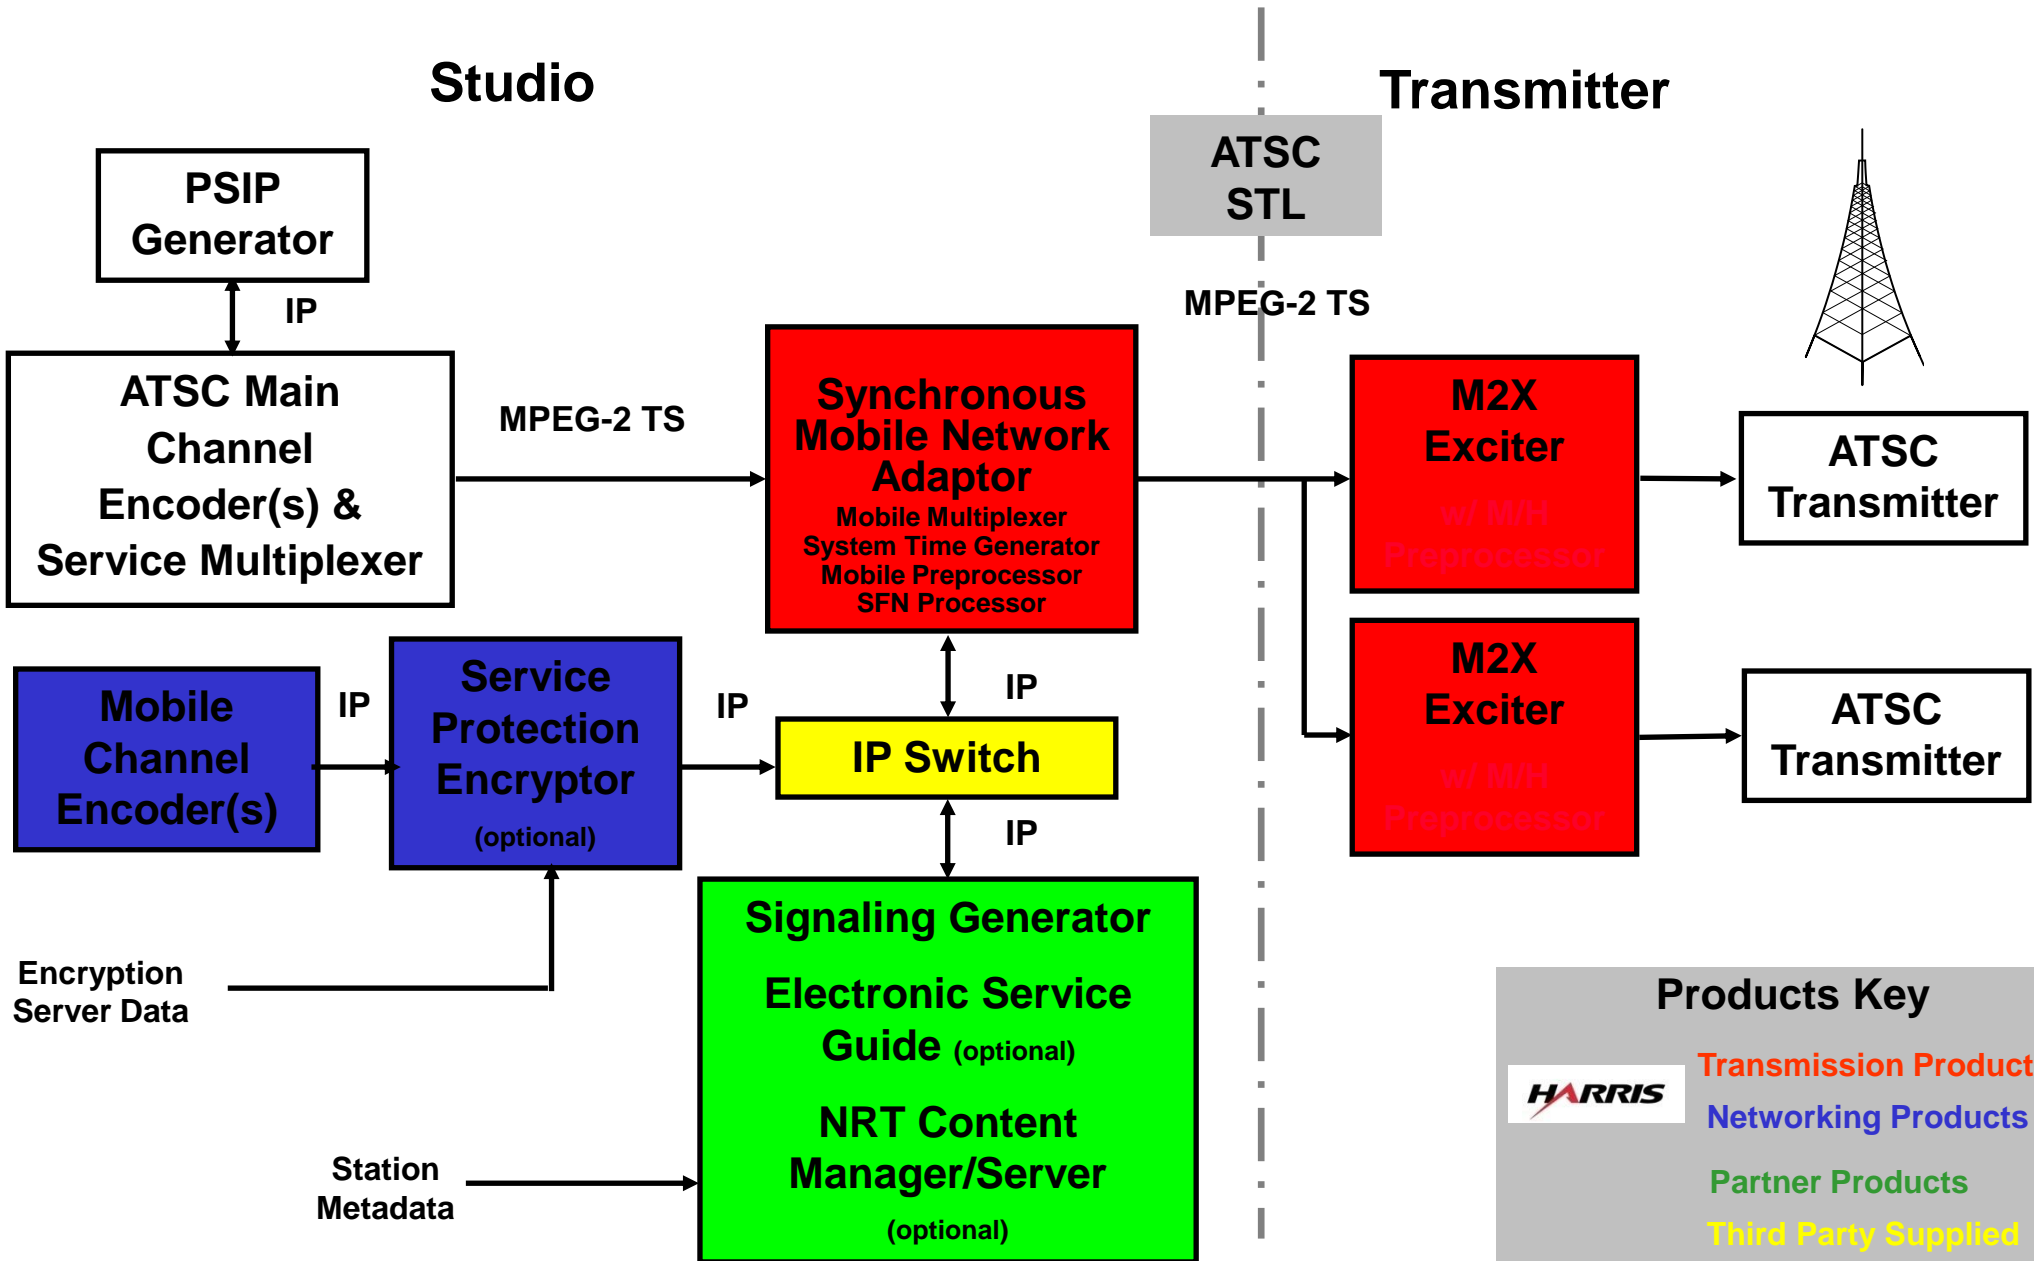 Studio
Transmitter
ATSC
STL
PSIP
Generator
IP
MPEG-2 TS
ATSC Main
Channel
Encoder(s) &
Service Multiplexer
MPEG-2 TS
Synchronous
Mobile Network
Adaptor
Mobile Multiplexer
System Time Generator
Mobile Preprocessor
SFN Processor
M2X
Exciter
w/ M/H
Preprocessor
ATSC
Transmitter
Mobile
Channel
Encoder(s)
IP
Service
Protection
Encryptor
(optional)
IP
IP
IP Switch
IP
M2X
Exciter
w/ M/H
Preprocessor
ATSC
Transmitter
Signaling Generator
Electronic Service
Guide (optional)
NRT Content
Manager/Server
(optional)
Encryption
Server Data
Station
Metadata
Products Key
HARRIS
Transmission Product
Networking Products
Partner Products
Third Party Supplied